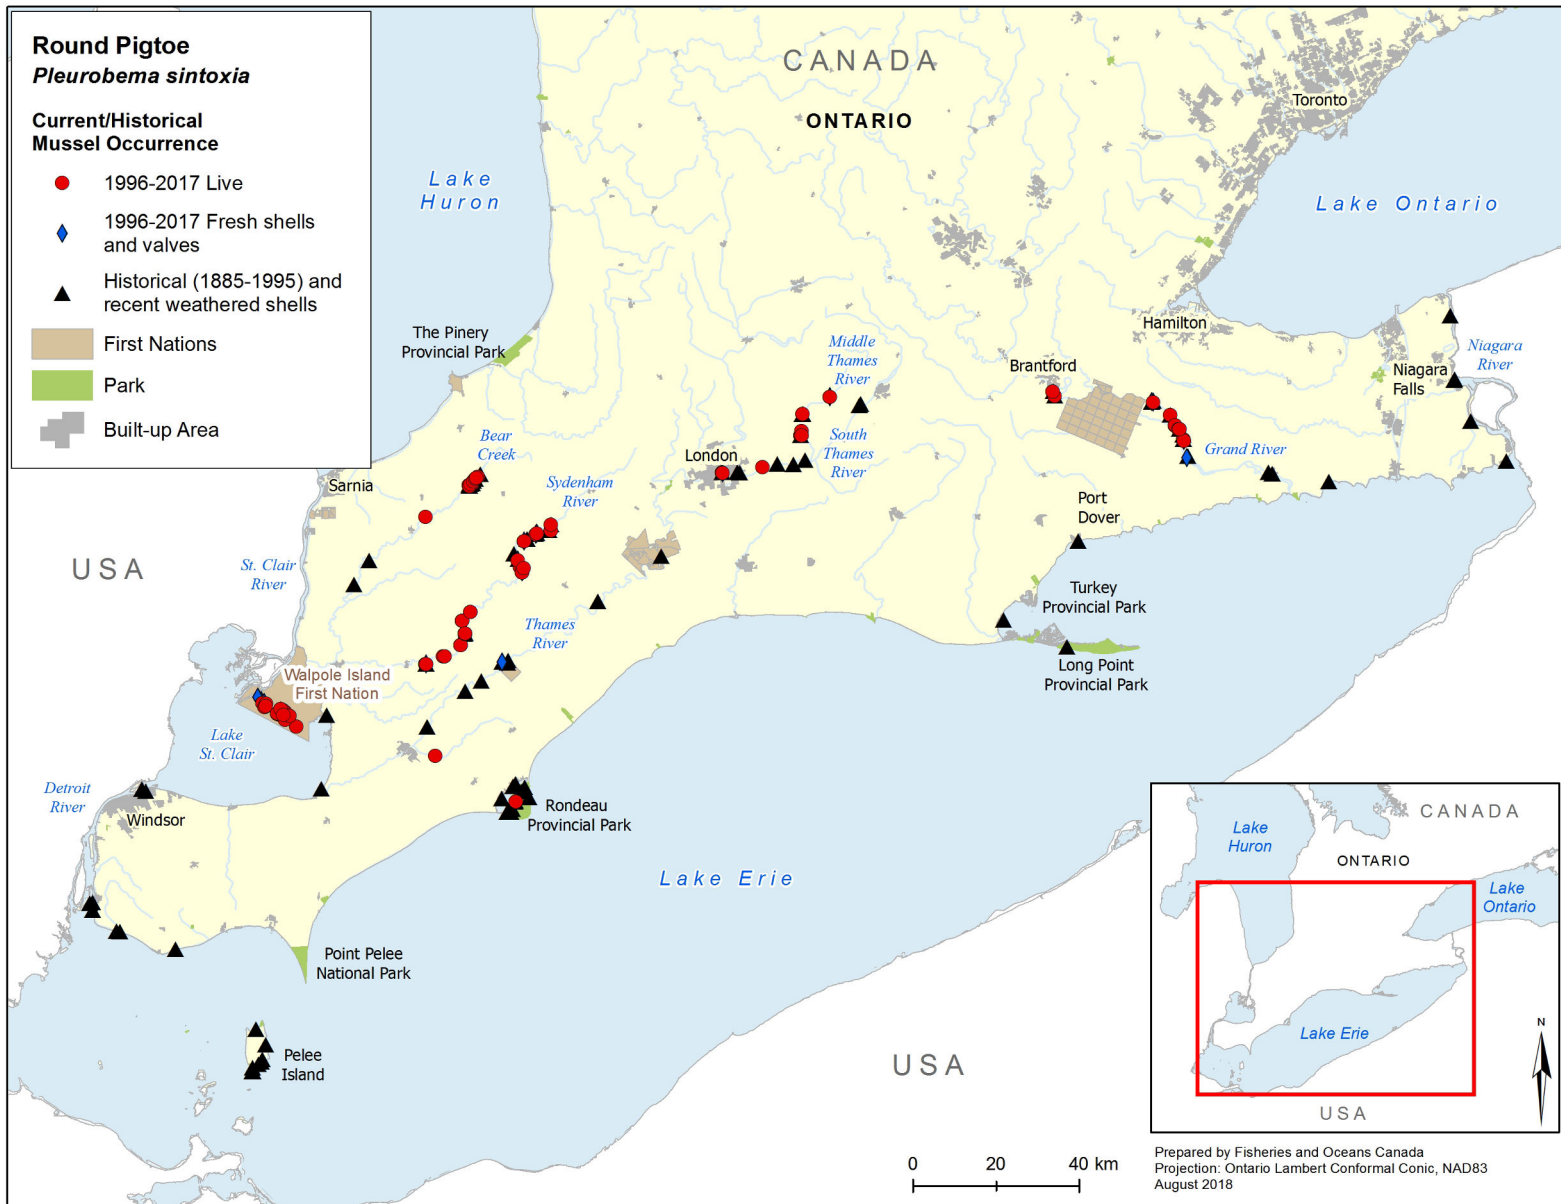 Round Pigtoe
Pleurobema sintoxia
Current/Historical
Mussel Occurrence
1996-2017 Live
1996-2017 Fresh shells
and valves
Historical (1885-1995) and
recent weathered shells
First Nations
Park
Built-up Area
CANADA
ONTARIO
Toronto
Lake
Huron
Lake Ontario
The Pinery
Provincial Park
Middle
Thames
River
Hamilton
Brantford
Niagara
Falls
Niagara
River
Bear
Creek
London
South
Thames
River
Grand River
Sarnia
Sydenham
River
Port
Dover
USA
St. Clair
River
Turkey
Provincial Park
Thames
River
Long Point
Provincial Park
Walpole Island
First Nation
Lake
St. Clair
Detroit
River
Windsor
Rondeau
Provincial Park
Lake Erie
Point Pelee
National Park
Pelee
Island
USA
CANADA
Lake
Huron
ONTARIO
Lake
Ontario
Lake Erie
USA
N
0 20 40 km
Prepared by Fisheries and Oceans Canada
Projection: Ontario Lambert Conformal Conic, NAD83
August 2018